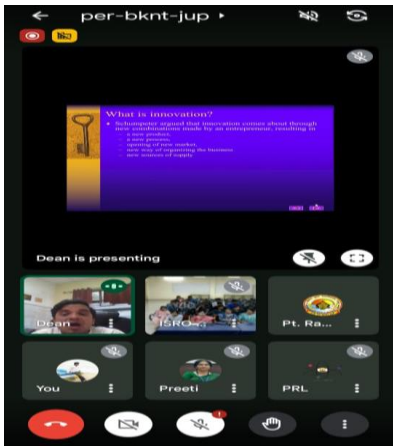 per-bknt-jup
What is innovation?
Schumpeter argued that innovation comes about through
new combinations made by an entrepreneur, resulting in
– a new product,
– a new process,
– opening of new market,
– new way of organizing the business
– new sources of supply
Dean is presenting
Dean
ISRO...
Pt. Ra...
You
Preeti
PRL